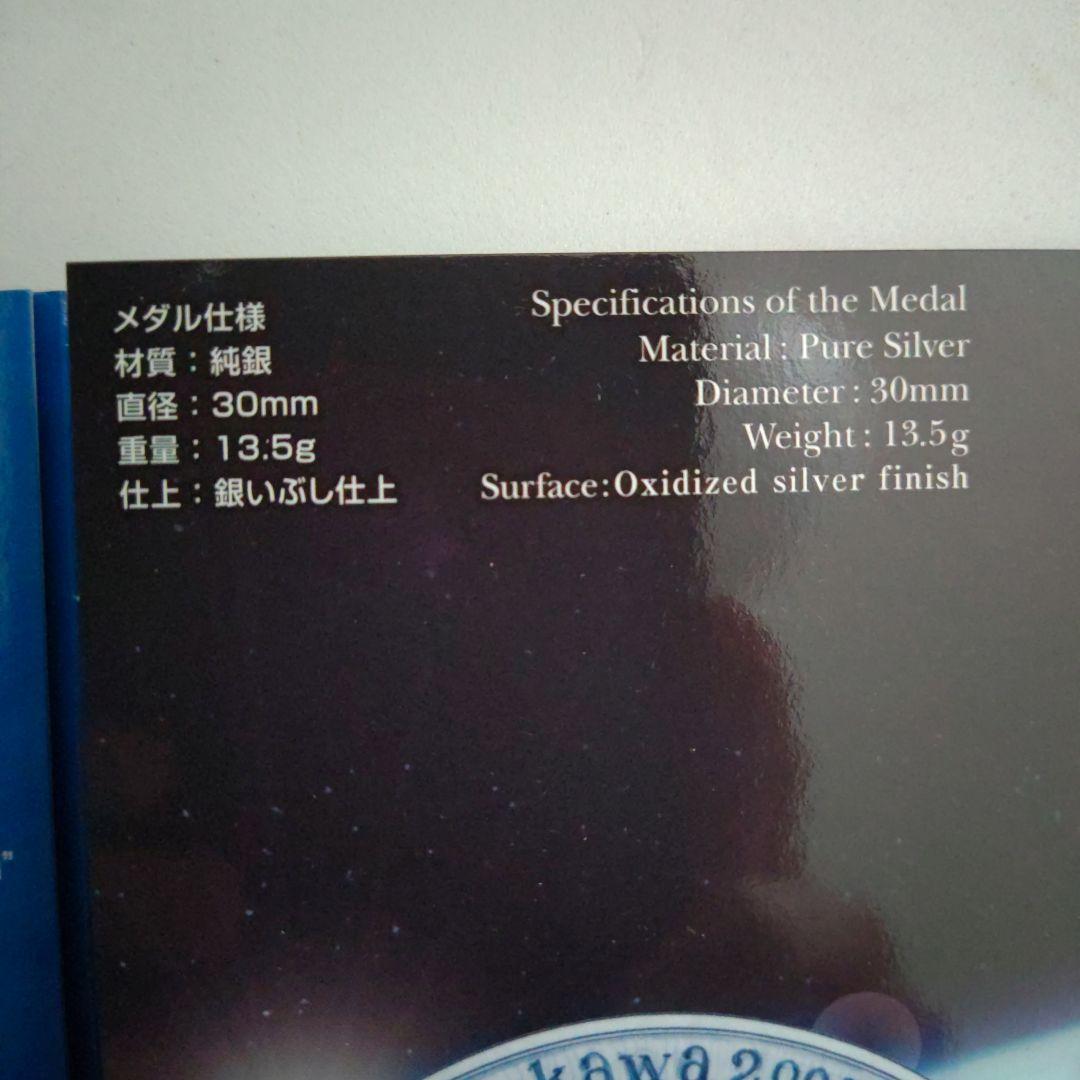 メダル仕様
材質：純銀
直径：30mm
重量：13.5g
仕上：銀いぶし仕上
Specifications of the Medal
Material : Pure Silver
Diameter : 30mm
Weight : 13.5g
Surface:Oxidized silver finish